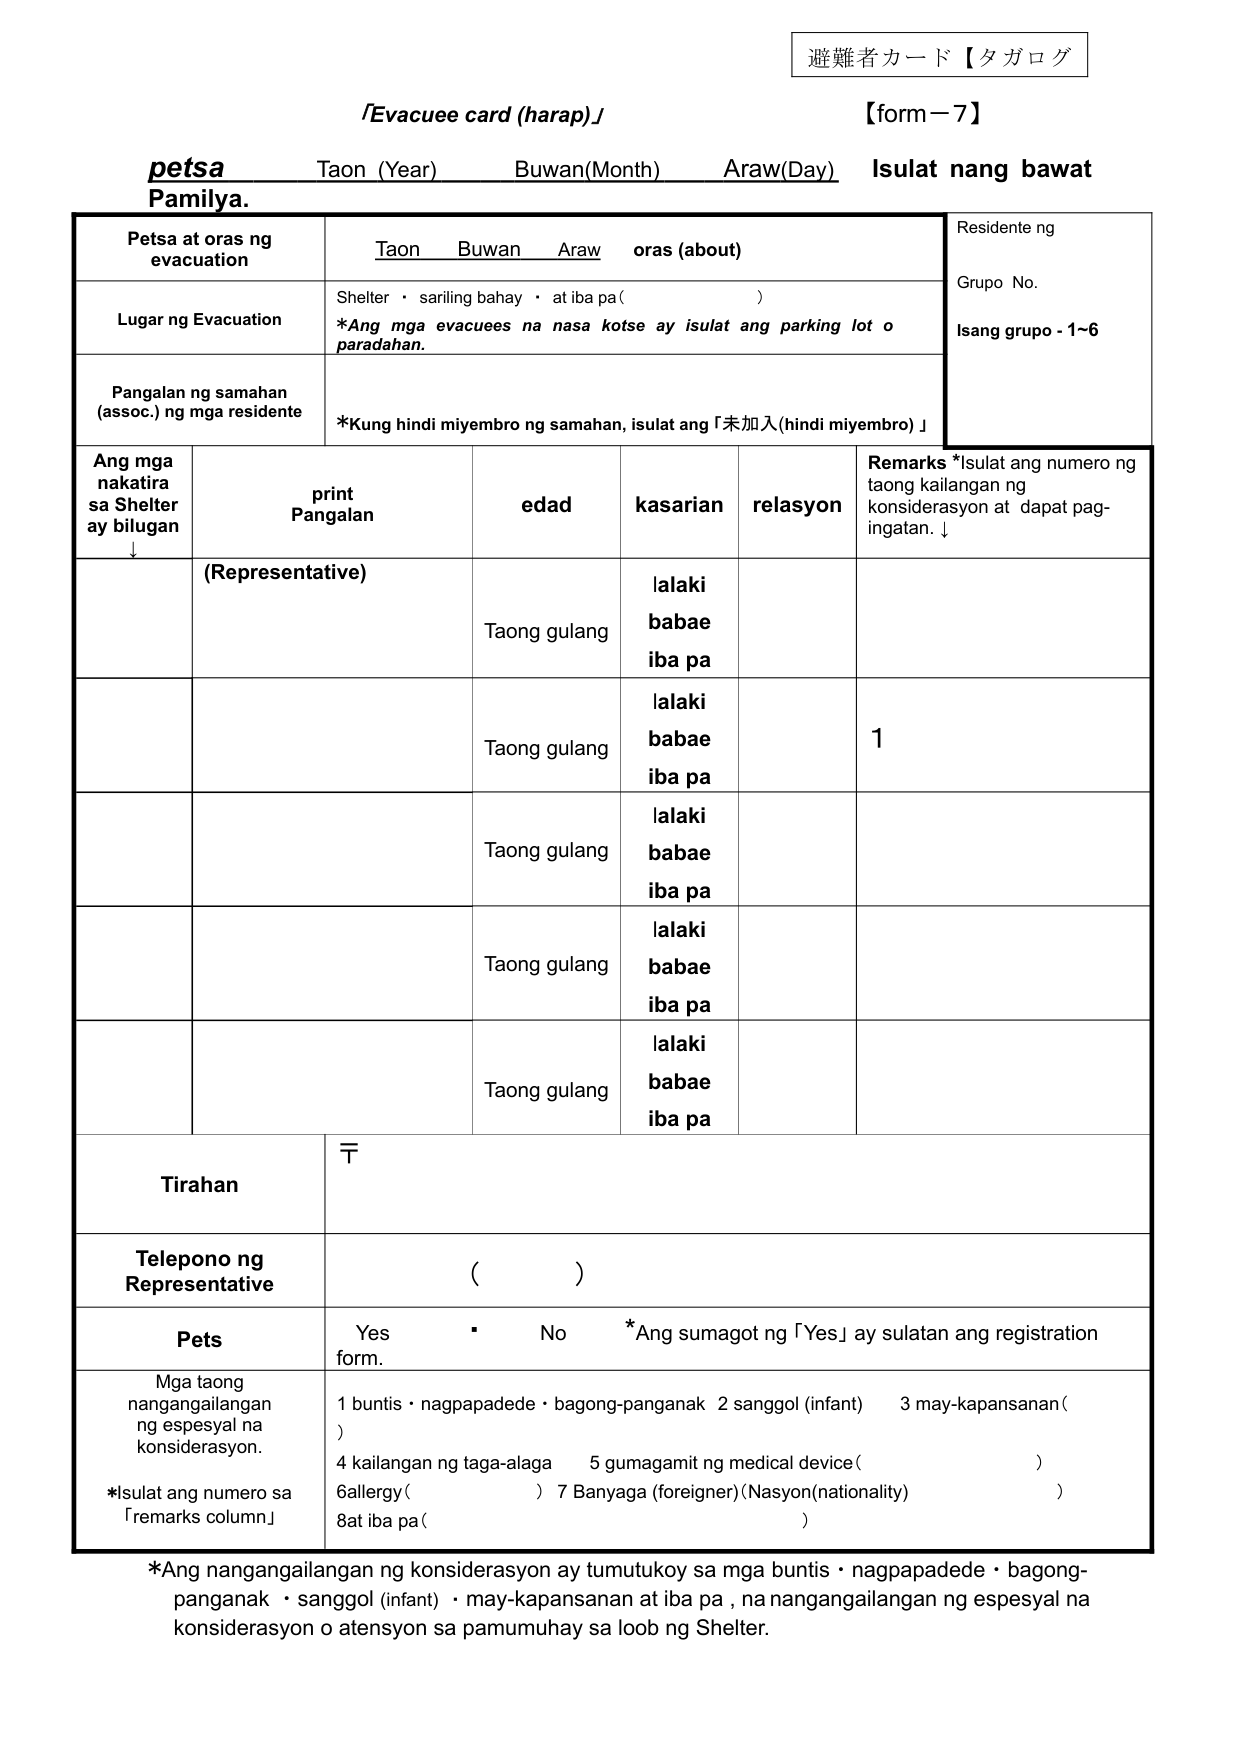 避難者カード【タガログ
「Evacuee card (harap)」 【form－7】
petsa Taon (Year) Buwan(Month) Araw(Day) Isulat nang bawat
Pamilya.
Petsa at oras ng
evacuation
Taon Buwan Araw oras (about)
Residente ng
Grupo No.
Isang grupo - 1~6
Lugar ng Evacuation
Shelter ・ sariling bahay ・ at iba pa（ ）
＊Ang mga evacuees na nasa kotse ay isulat ang parking lot o
paradahan.
Pangalan ng samahan
(assoc.) ng mga residente
＊Kung hindi miyembro ng samahan, isulat ang「未加入(hindi miyembro) 」
Ang mga
nakatira
sa Shelter
ay bilugan
↓
print
Pangalan
edad
kasarian
relasyon
Remarks *Isulat ang numero ng
taong kailangan ng
konsiderasyon at dapat pag-
ingatan. ↓
(Representative)
Taong gulang
lalaki
babae
iba pa
Taong gulang
lalaki
babae
iba pa
1
Taong gulang
lalaki
babae
iba pa
Taong gulang
lalaki
babae
iba pa
Taong gulang
lalaki
babae
iba pa
Tirahan
〒
Telepono ng
Representative
（ ）
Pets
Yes ・ No *Ang sumagot ng「Yes」ay sulatan ang registration
form.
Mga taong
nangangailangan
ng espesyal na
konsiderasyon.
＊Isulat ang numero sa
「remarks column」
1 buntis・nagpapadede・bagong-panganak 2 sanggol (infant) 3 may-kapansanan（
）
4 kailangan ng taga-alaga 5 gumagamit ng medical device（ ）
6allergy（ ） 7 Banyaga (foreigner)（Nasyon(nationality) ）
8at iba pa（ ）
＊Ang nangangailangan ng konsiderasyon ay tumutukoy sa mga buntis・nagpapadede・bagong-
panganak ・sanggol (infant) ・may-kapansanan at iba pa , na nangangailangan ng espesyal na
konsiderasyon o atensyon sa pamumuhay sa loob ng Shelter.